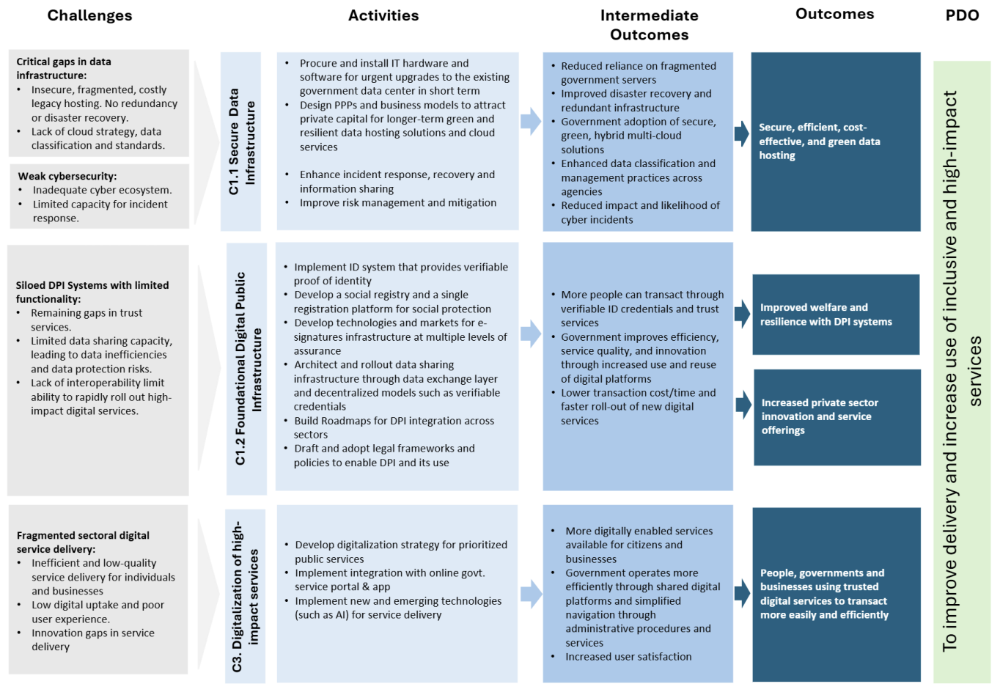 Challenges
Activities
Intermediate
Outcomes
Outcomes
PDO
Critical gaps in data
infrastructure:
• Insecure, fragmented, costly
legacy hosting. No redundancy
or disaster recovery.
• Lack of cloud strategy, data
classification and standards.
Weak cybersecurity:
• Inadequate cyber ecosystem.
• Limited capacity for incident
response.
C1.1 Secure Data
Infrastructure
• Procure and install IT hardware and
software for urgent upgrades to the existing
government data center in short term
• Design PPPs and business models to attract
private capital for longer-term green and
resilient data hosting solutions and cloud
services
• Enhance incident response, recovery and
information sharing
• Improve risk management and mitigation
• Reduced reliance on fragmented
government servers
• Improved disaster recovery and
redundant infrastructure
• Government adoption of secure,
green, hybrid multi-cloud
solutions
• Enhanced data classification and
management practices across
agencies
• Reduced impact and likelihood of
cyber incidents
Secure, efficient, cost-
effective, and green data
hosting
Siloed DPI Systems with limited
functionality:
• Remaining gaps in trust
services.
• Limited data sharing capacity,
leading to data inefficiencies
and data protection risks.
• Lack of interoperability limit
ability to rapidly roll out high-
impact digital services.
C1.2 Foundational Digital Public
Infrastructure
• Implement ID system that provides verifiable
proof of identity
• Develop a social registry and a single
registration platform for social protection
• Develop technologies and markets for e-
signatures infrastructure at multiple levels of
assurance
• Architect and rollout data sharing
infrastructure through data exchange layer
and decentralized models such as verifiable
credentials
• Build Roadmaps for DPI integration across
sectors
• Draft and adopt legal frameworks and
policies to enable DPI and its use
• More people can transact through
verifiable ID credentials and trust
services
• Government improves efficiency,
service quality, and innovation
through increased use and reuse
of digital platforms
• Lower transaction cost/time and
faster roll-out of new digital
services
Improved welfare and
resilience with DPI systems
Increased private sector
innovation and service
offerings
Fragmented sectoral digital
service delivery:
• Inefficient and low-quality
service delivery for individuals
and businesses
• Low digital uptake and poor
user experience.
• Innovation gaps in service
delivery
C3. Digitalization of high-
impact services
• Develop digitalization strategy for prioritized
public services
• Implement integration with online govt.
service portal & app
• Implement new and emerging technologies
(such as AI) for service delivery
• More digitally enabled services
available for citizens and
businesses
• Government operates more
efficiently through shared digital
platforms and simplified
navigation through
administrative procedures and
services
• Increased user satisfaction
People, governments and
businesses using trusted
digital services to transact
more easily and efficiently
To improve delivery and increase use of inclusive and high-impact
services